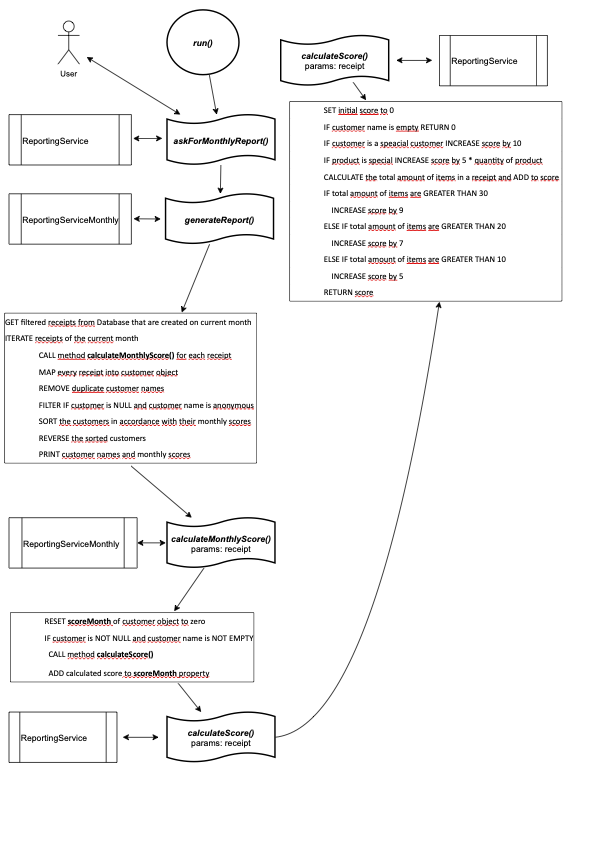 User
run()
ReportingService
askForMonthlyReport()
ReportingServiceMonthly
generateReport()
GET filtered receipts from Database that are created on current month
ITERATE receipts of the current month
CALL method calculateMonthlyScore() for each receipt
MAP every receipt into customer object
REMOVE duplicate customer names
FILTER IF customer is NULL and customer name is anonymous
SORT the customers in accordance with their monthly scores
REVERSE the sorted customers
PRINT customer names and monthly scores
ReportingServiceMonthly
calculateMonthlyScore()
params: receipt
RESET scoreMonth of customer object to zero
IF customer is NOT NULL and customer name is NOT EMPTY
CALL method calculateScore()
ADD calculated score to scoreMonth property
ReportingService
calculateScore()
params: receipt
calculateScore()
params: receipt
ReportingService
SET initial score to 0
IF customer name is empty RETURN 0
IF customer is a speacial customer INCREASE score by 10
IF product is special INCREASE score by 5 * quantity of product
CALCULATE the total amount of items in a receipt and ADD to score
IF total amount of items are GREATER THAN 30
INCREASE score by 9
ELSE IF total amount of items are GREATER THAN 20
INCREASE score by 7
ELSE IF total amount of items are GREATER THAN 10
INCREASE score by 5
RETURN score